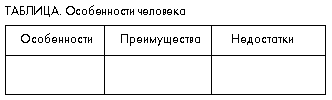 ТАБЛИЦА. Особенности человека
Особенности Преимущества Недостатки